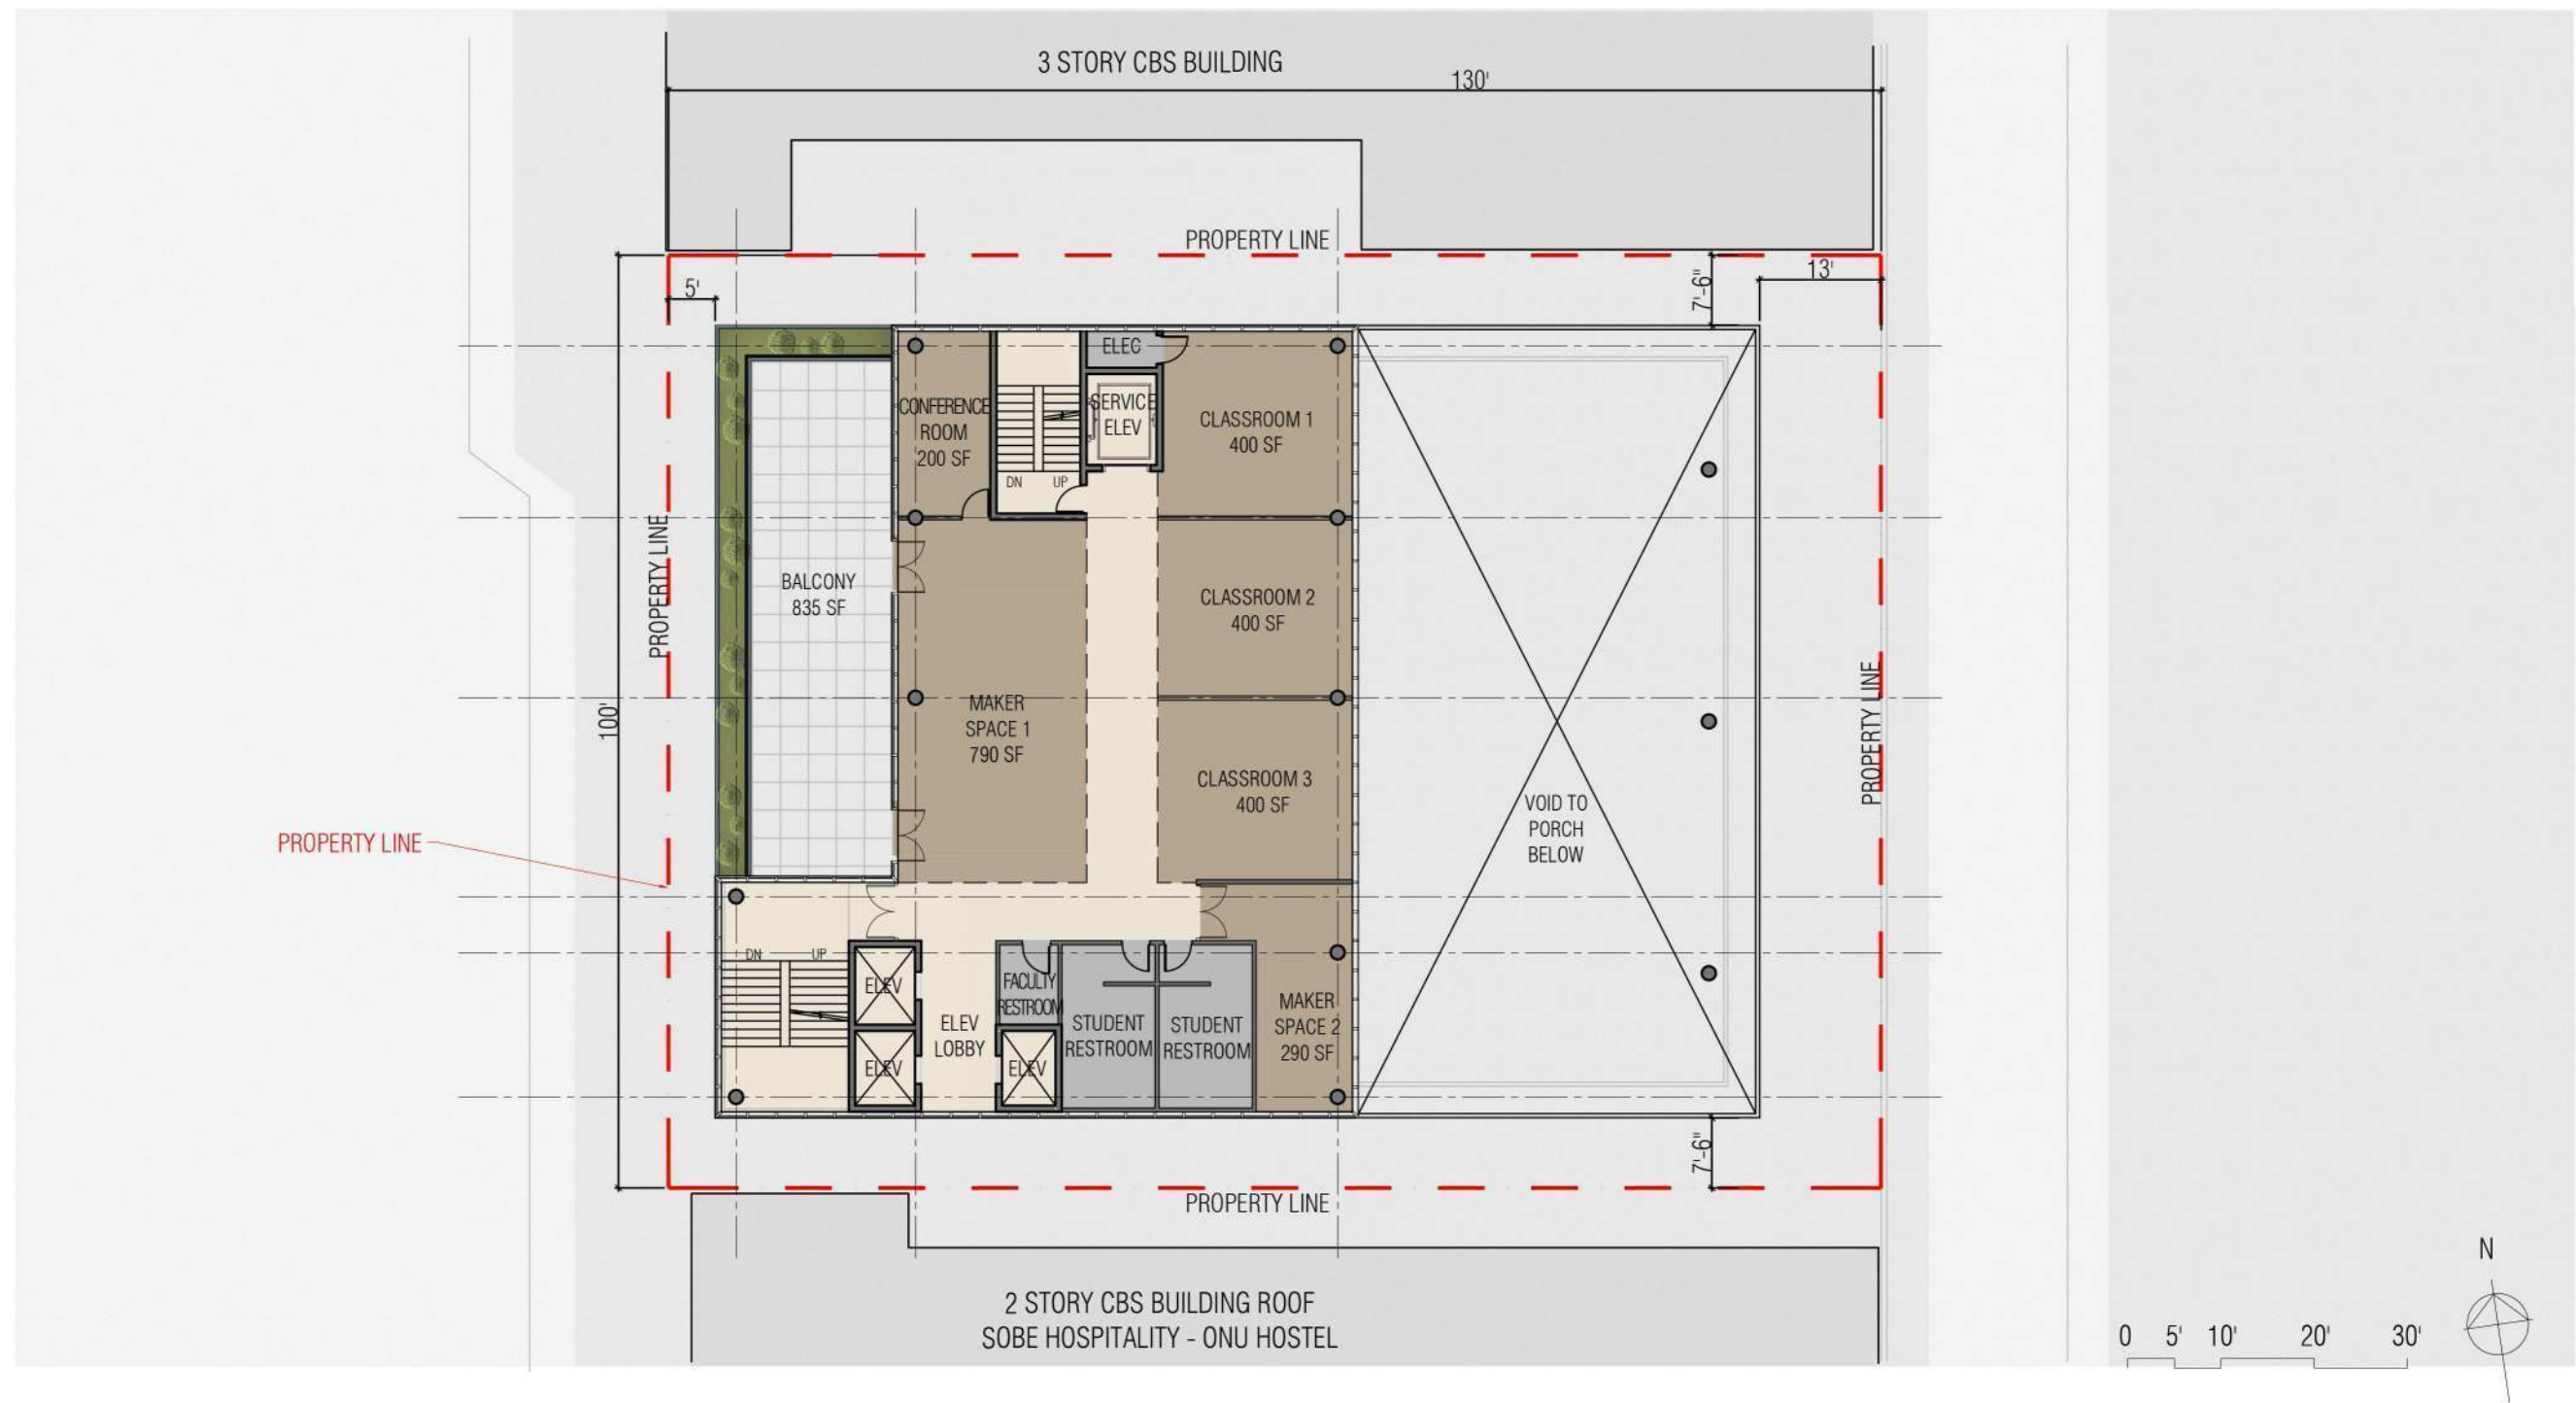 3 STORY CBS BUILDING
130'
PROPERTY LINE
5'
7'-6"
13'
ELEC
CONFERENCE
ROOM
200 SF
SERVICE
ELEV
CLASSROOM 1
400 SF
DN
UP
PROPERTY LINE
BALCONY
835 SF
CLASSROOM 2
400 SF
100'
MAKER
SPACE 1
790 SF
CLASSROOM 3
400 SF
VOID TO
PORCH
BELOW
PROPERTY LINE
PROPERTY LINE
DN
UP
ELEV
ELEV
ELEV
LOBBY
FACULTY
RESTROOM
ELEV
STUDENT
RESTROOM
STUDENT
RESTROOM
MAKER
SPACE 2
290 SF
7'-6"
PROPERTY LINE
2 STORY CBS BUILDING ROOF
SOBE HOSPITALITY - ONU HOSTEL
N
0 5' 10' 20' 30'